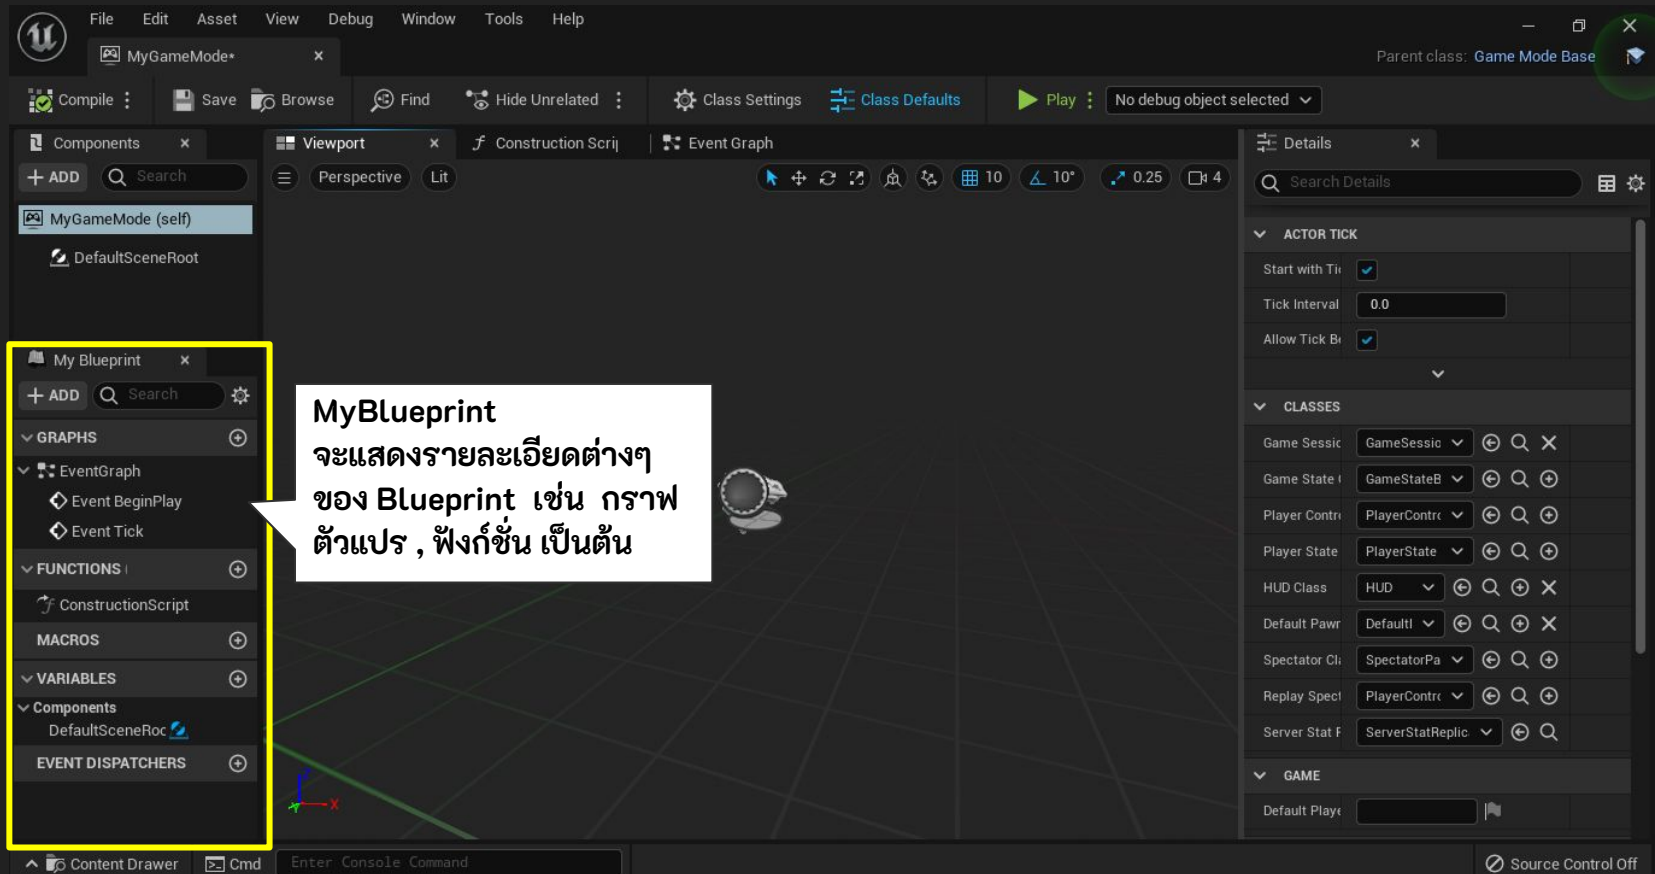 File Edit Asset View Debug Window Tools Help
MyGameMode*
Parent class: Game Mode Base
Compile Save Browse Find Hide Unrelated Class Settings Class Defaults Play No debug object selected
Components
Viewport Construction Scrip Event Graph
Details
+ ADD Search
Perspective Lit
10 10° 0.25 4
Search Details
MyGameMode (self)
DefaultSceneRoot
ACTOR TICK
Start with Tic
Tick Interval 0.0
Allow Tick Be
My Blueprint
+ ADD Search
GRAPHS
EventGraph
Event BeginPlay
Event Tick
FUNCTIONS
ConstructionScript
MACROS
VARIABLES
Components
DefaultSceneRoc
EVENT DISPATCHERS
MyBlueprint
จะแสดงรายละเอียดต่างๆ
ของ Blueprint เช่น กราฟ
ตัวแปร , ฟังก์ชั่น เป็นต้น
CLASSES
Game Sessic GameSessic
Game State GameStateB
Player Contr PlayerContrc
Player State PlayerState
HUD Class HUD
Default Pawr Defaultl
Spectator Cla SpectatorPa
Replay Spect PlayerContrc
Server Stat F ServerStatReplic
GAME
Default Playe
Z
Y
X
Content Drawer Cmd Enter Console Command
Source Control Off